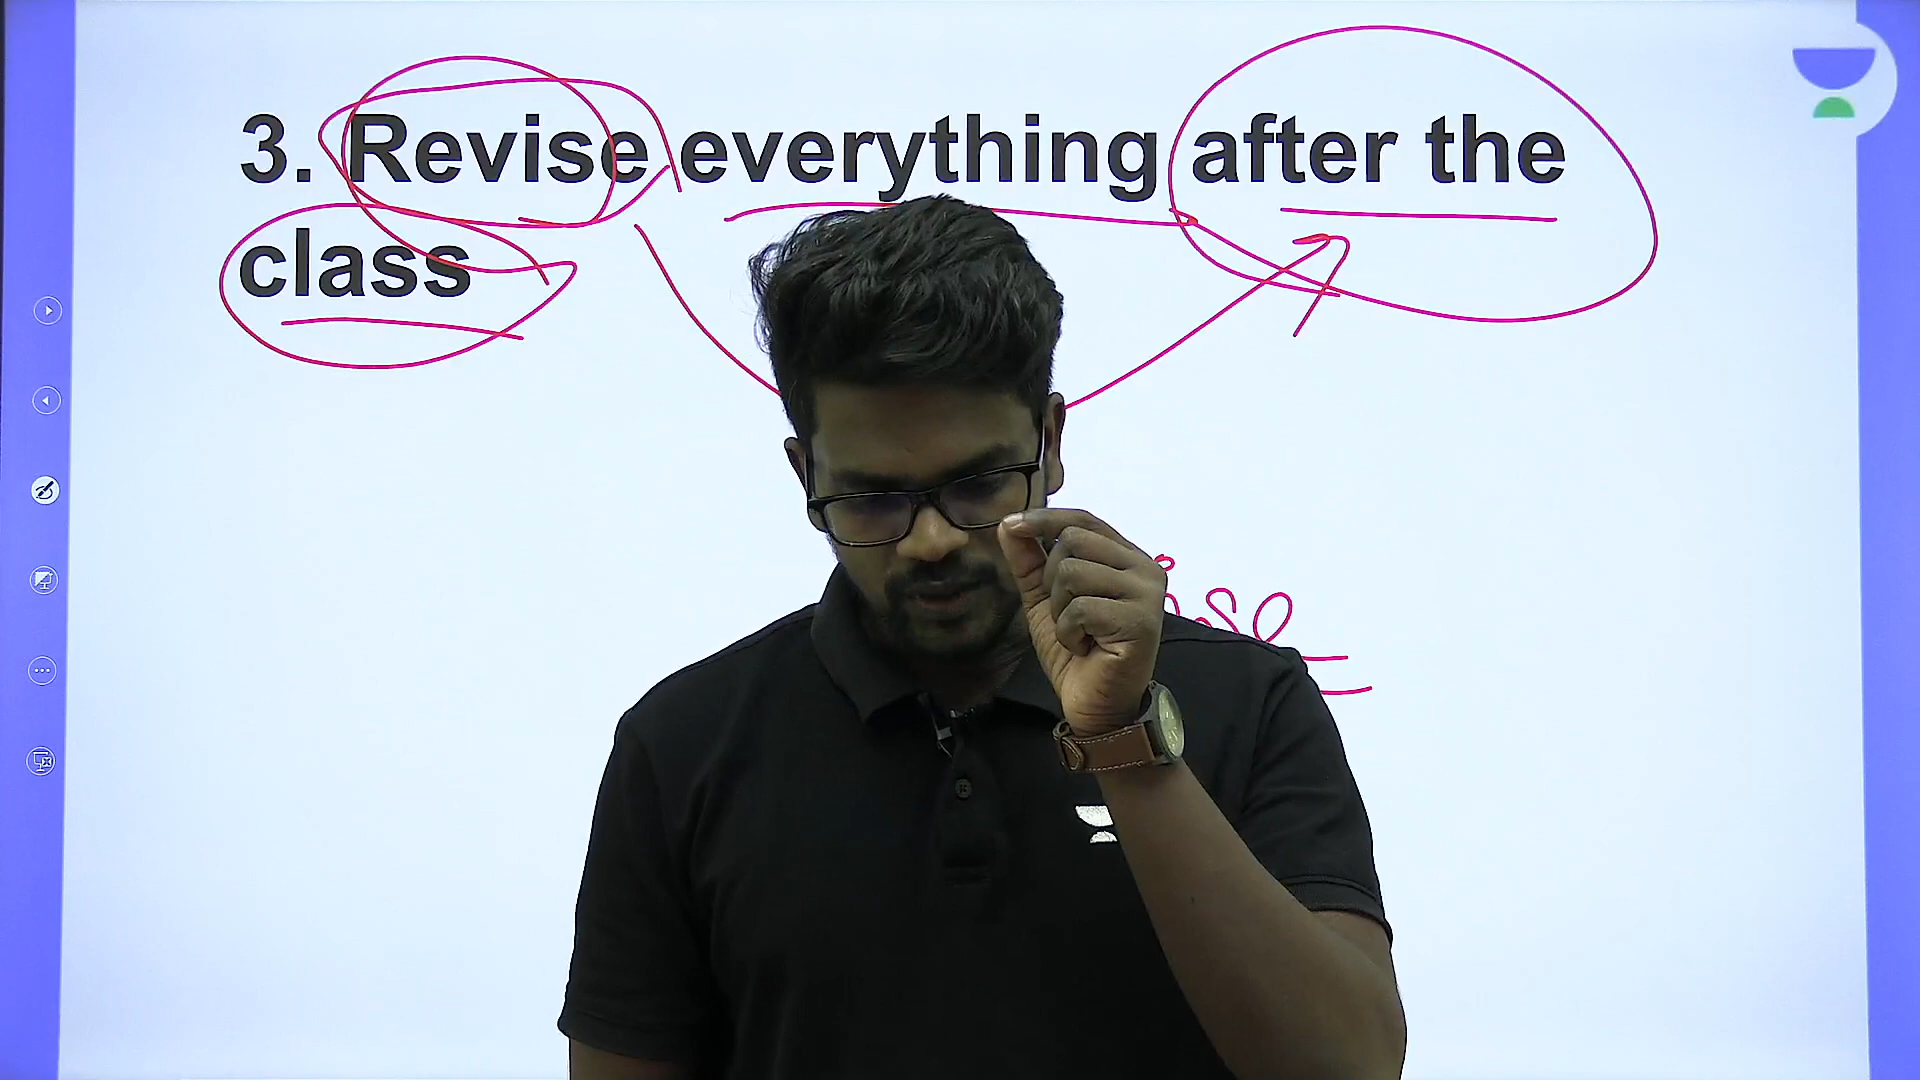 3. Revise everything after the
class